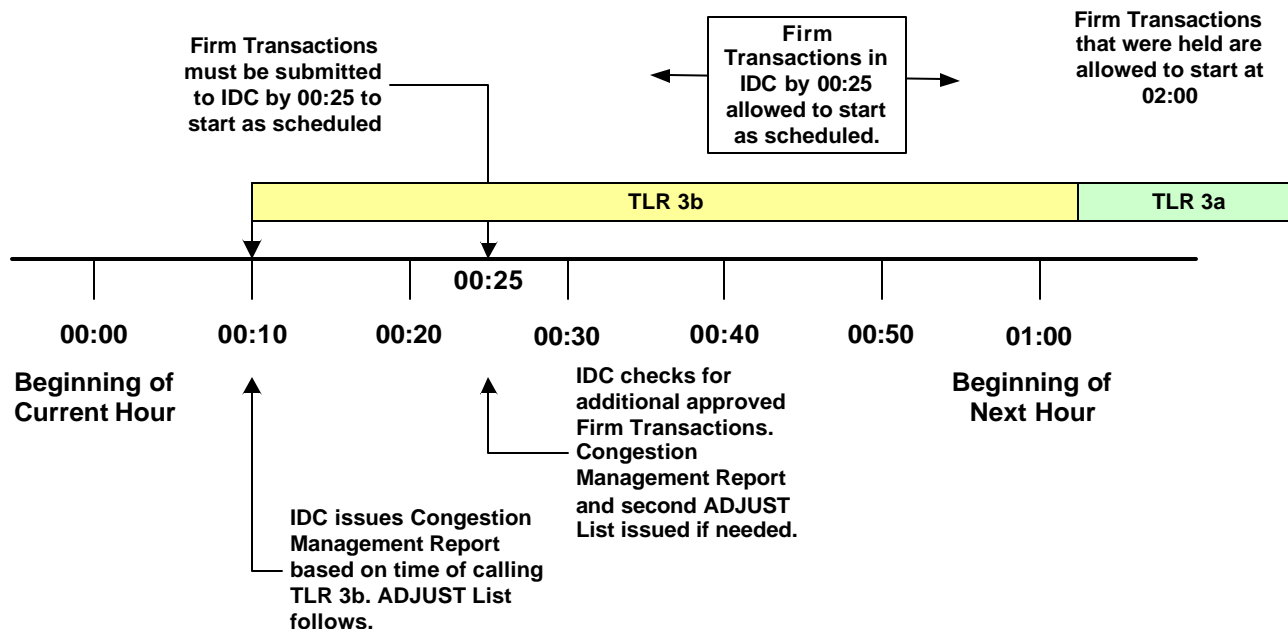 Firm Transactions
must be submitted
to IDC by 00:25 to
start as scheduled
Firm
Transactions in
IDC by 00:25
allowed to start
as scheduled.
Firm Transactions
that were held are
allowed to start at
02:00
TLR 3b
TLR 3a
00:25
00:00
00:10
00:20
00:30
00:40
00:50
01:00
Beginning of
Current Hour
Beginning of
Next Hour
IDC checks for
additional approved
Firm Transactions.
Congestion
Management Report
and second ADJUST
List issued if needed.
IDC issues Congestion
Management Report
based on time of calling
TLR 3b. ADJUST List
follows.